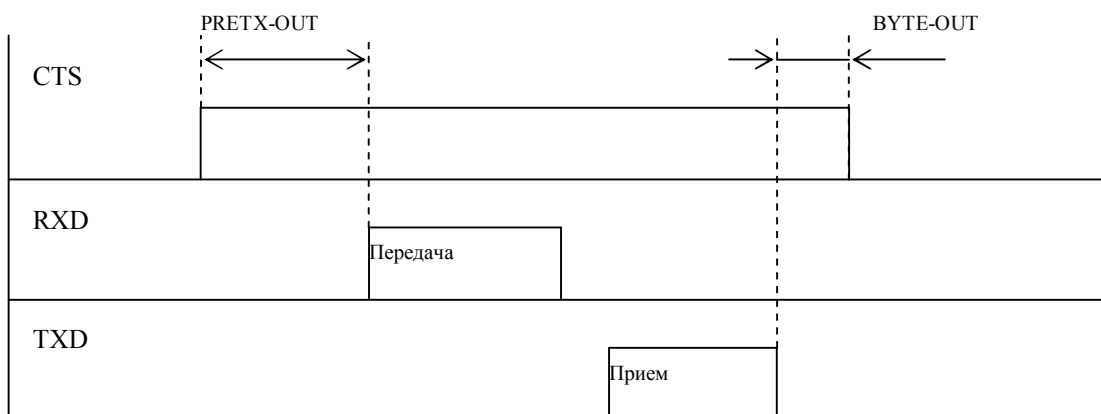 PRETX-OUT
BYTE-OUT
CTS
RXD
Передача
TXD
Прием